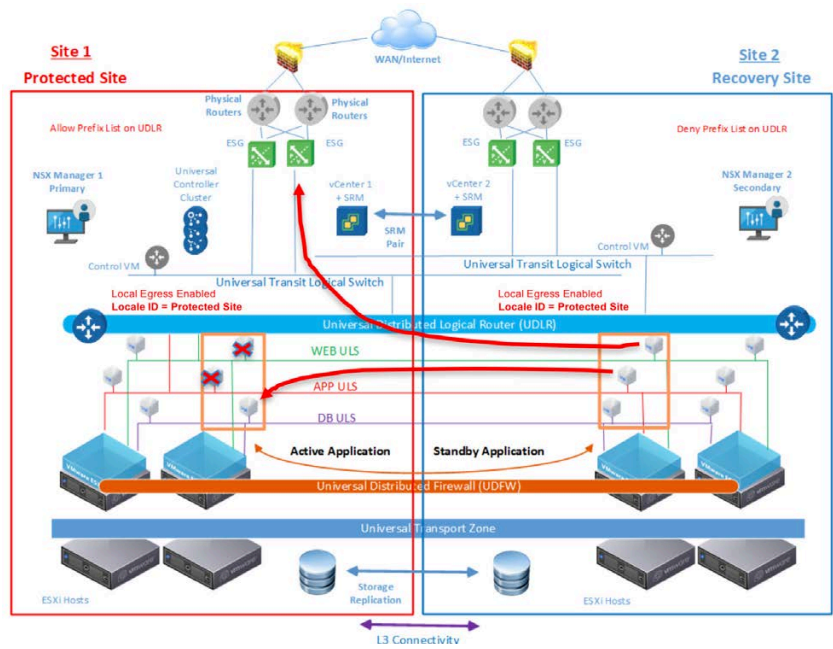 Site 1
Protected Site
WAN/Internet
Site 2
Recovery Site
Physical
Routers
Physical
Routers
Allow Prefix List on UDLR
Deny Prefix List on UDLR
ESG
ESG
ESG
ESG
NSX Manager 1
Primary
Universal
Controller
Cluster
vCenter 1
+ SRM
vCenter 2
+ SRM
NSX Manager 2
Secondary
SRM
Pair
Control VM
Control VM
Universal Transit Logical Switch
Universal Transit Logical Switch
Local Egress Enabled
Locale ID = Protected Site
Local Egress Enabled
Locale ID = Protected Site
Universal Distributed Logical Router (UDLR)
WEB ULS
APP ULS
DB ULS
Active Application
Standby Application
Universal Distributed Firewall (UDFW)
Universal Transport Zone
ESXi Hosts
Storage
Replication
ESXi Hosts
L3 Connectivity